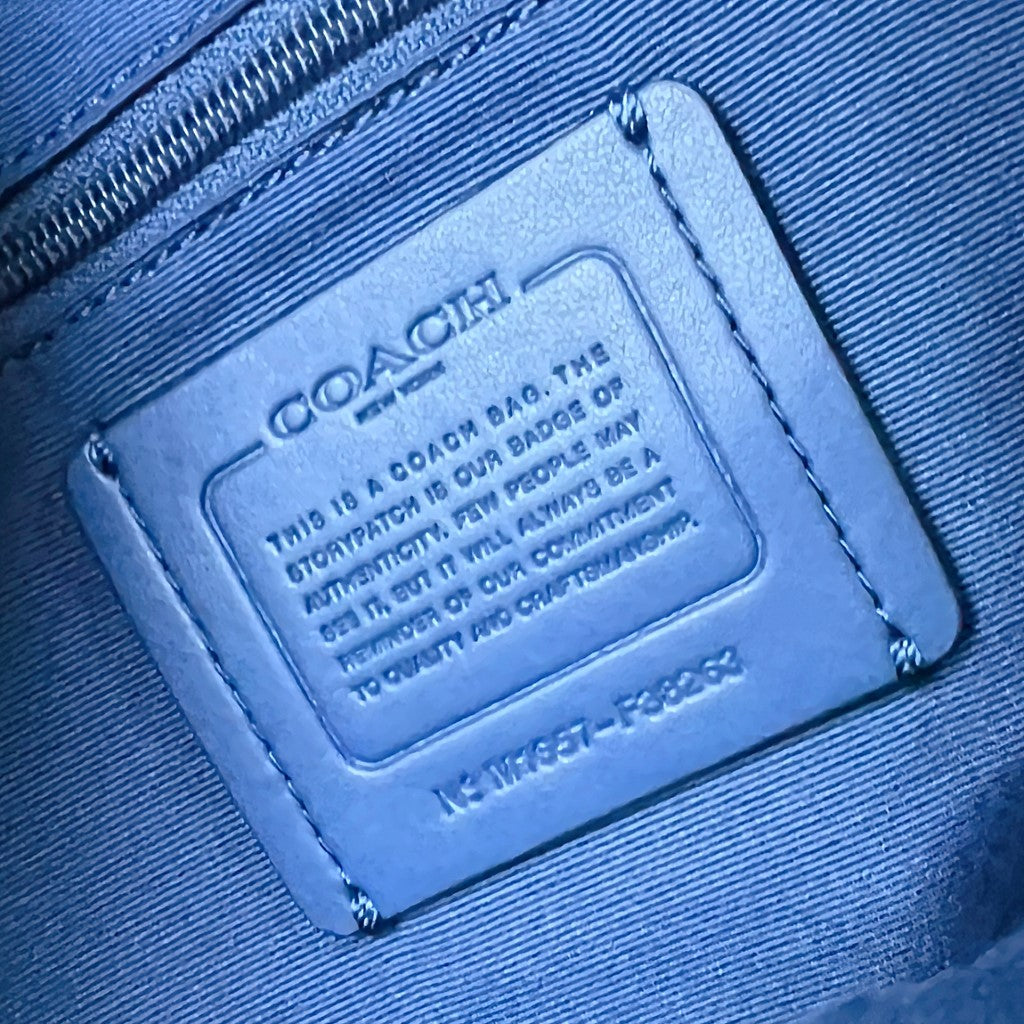 COACH
NEW YORK
THIS IS A COACH BAG. THE
STORYPATCH IS OUR BADGE OF
AUTHENTICITY. FEW PEOPLE MAY
SEE IT, BUT IT WILL ALWAYS BE A
REMINDER OF OUR COMMITMENT
TO QUALITY AND CRAFTSMANSHIP.